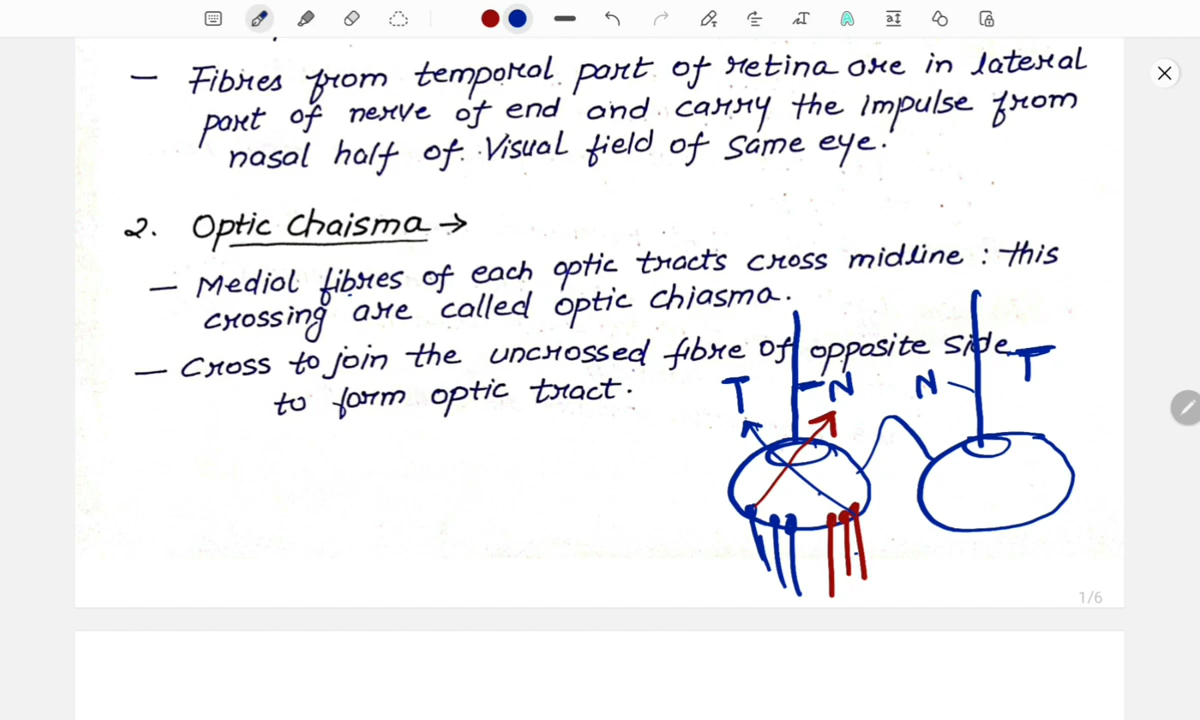 — Fibres from temporal part of retina are in lateral
part of nerve of end and carry the impulse from
nasal half of visual field of same eye.
2. Optic Chaisma →
— Medial fibres of each optic tracts cross midline : this
crossing are called optic chiasma.
— Cross to join the uncrossed fibre of opposite side
to form optic tract.
T N N T
1/6